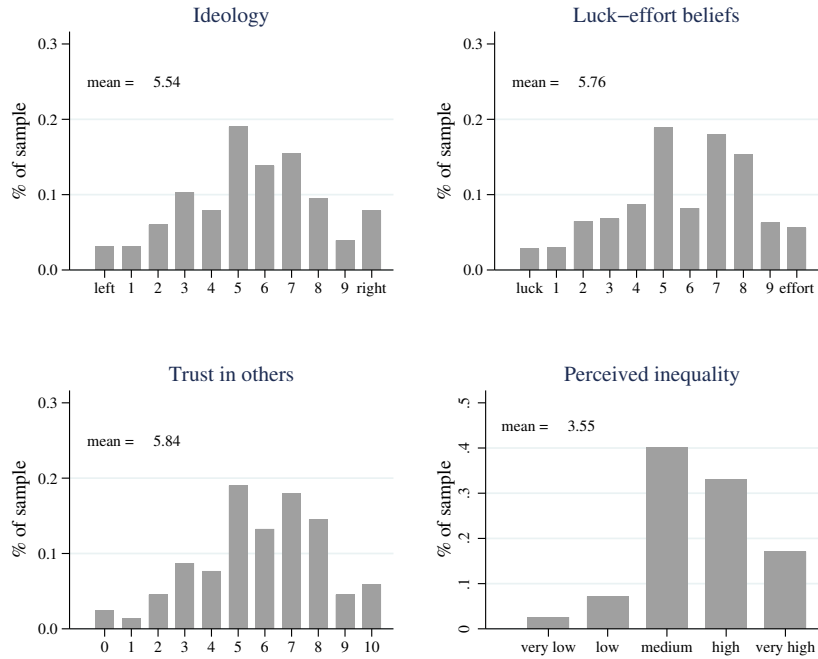 Ideology
0.3
mean = 5.54
0.2
0.1
0.0
% of sample
left 1 2 3 4 5 6 7 8 9 right
Luck−effort beliefs
0.3
mean = 5.76
0.2
0.1
0.0
% of sample
luck 1 2 3 4 5 6 7 8 9 effort
Trust in others
0.3
mean = 5.84
0.2
0.1
0.0
% of sample
0 1 2 3 4 5 6 7 8 9 10
Perceived inequality
.5
mean = 3.55
.4
.3
.2
.1
0
% of sample
very low low medium high very high